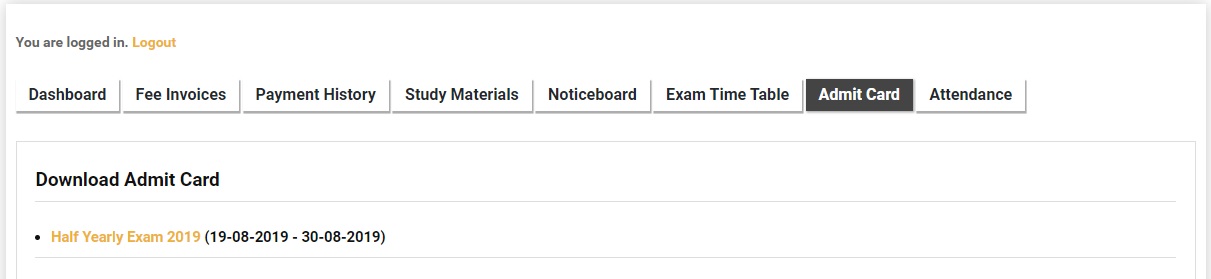 You are logged in. Logout
Dashboard Fee Invoices Payment History Study Materials Noticeboard Exam Time Table Admit Card Attendance
Download Admit Card
• Half Yearly Exam 2019 (19-08-2019 - 30-08-2019)